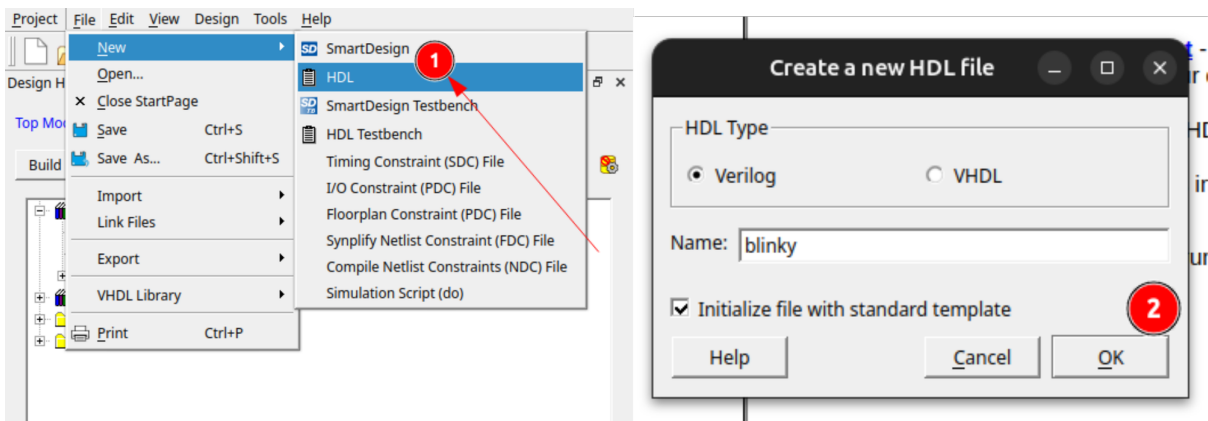 Project File Edit View Design Tools Help
New
Open...
Close StartPage
Save Ctrl+S
Save As... Ctrl+Shift+S
Import
Link Files
Export
VHDL Library
Print Ctrl+P
SD SmartDesign
1
HDL
SmartDesign Testbench
HDL Testbench
Timing Constraint (SDC) File
I/O Constraint (PDC) File
Floorplan Constraint (PDC) File
Synplify Netlist Constraint (FDC) File
Compile Netlist Constraints (NDC) File
Simulation Script (do)
Design H
Top Mo
Build
Create a new HDL file
HDL Type
Verilog
VHDL
Name: blinky
Initialize file with standard template
2
Help
Cancel
OK